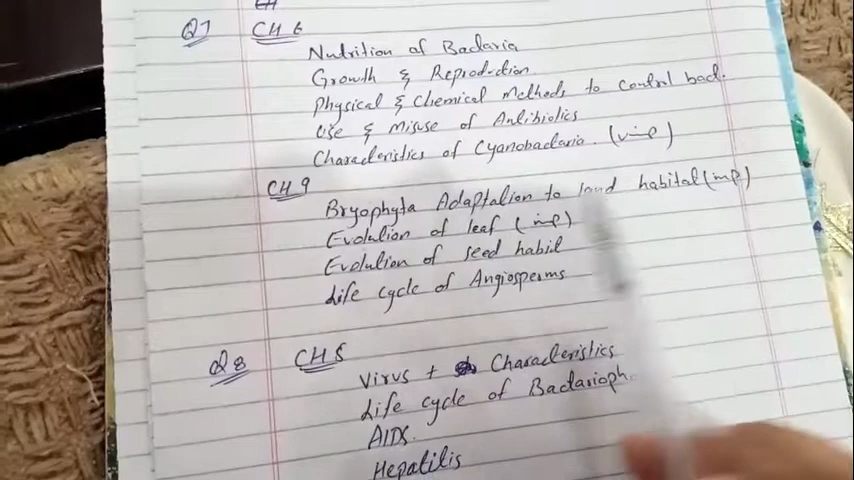 Q7 CH 6
Nutrition of Bacteria
Growth & Reproduction
Physical & Chemical Methods to control bact.
Use & Misuse of Antibiotics
Characteristics of Cyanobacteria. (v imp)
CH 9
Bryophyta Adaptation to land habitat (imp)
Evolution of leaf (imp)
Evolution of seed habit
Life cycle of Angiosperms
Q8 CH 5
Virus + Characteristics
Life cycle of Bacterioph
AIDS.
Hepatitis